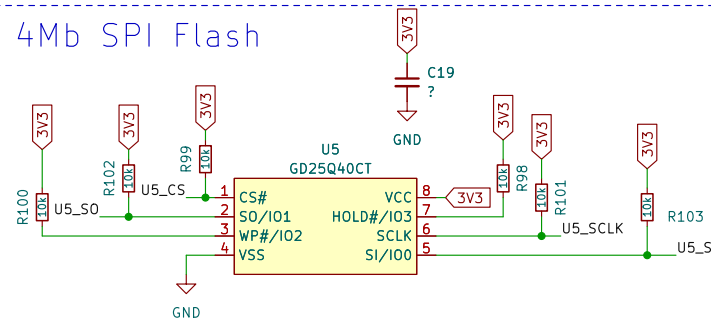 4Mb SPI Flash
3V3
C19
?
GND
3V3
3V3
3V3
3V3
3V3
3V3
R100
10k
R102
10k
R99
10k
R98
10k
R101
10k
R103
10k
U5
GD25Q40CT
U5_CS
U5_SO
U5_SCLK
U5_S
1
CS#
2
SO/IO1
3
WP#/IO2
4
VSS
VCC
8
3V3
HOLD#/IO3
7
SCLK
6
SI/IO0
5
GND